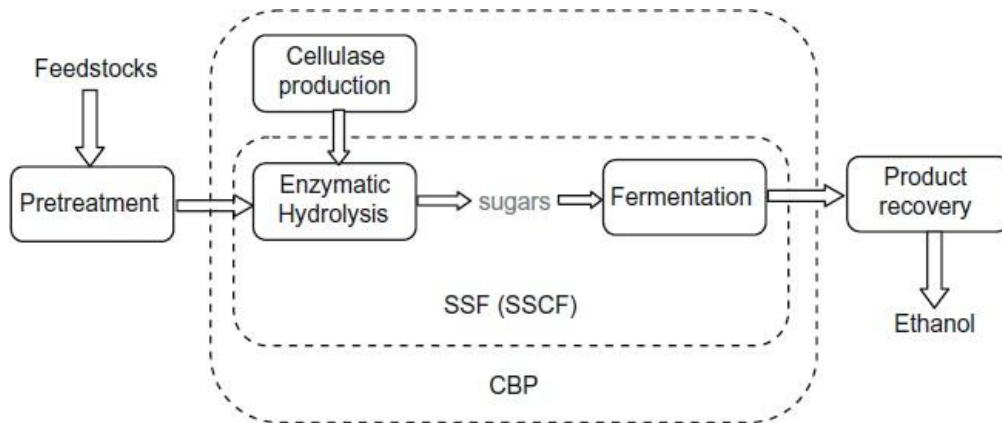 Feedstocks
Pretreatment
Cellulase
production
Enzymatic
Hydrolysis
sugars
Fermentation
Product
recovery
Ethanol
SSF (SSCF)
CBP